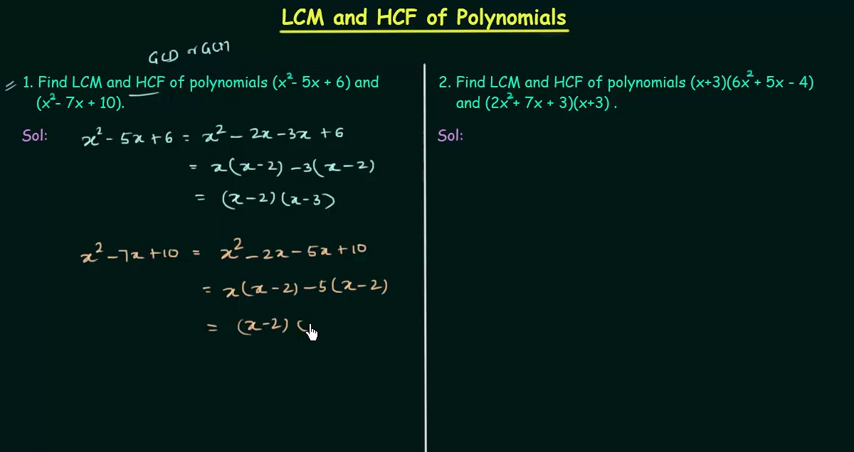 LCM and HCF of Polynomials
GCD or GCM
1. Find LCM and HCF of polynomials (x²- 5x + 6) and
(x²- 7x + 10).
Sol:
x² - 5x + 6 = x² - 2x - 3x + 6
= x(x-2) - 3(x-2)
= (x-2) (x-3)
x² - 7x + 10 = x² - 2x - 5x + 10
= x(x-2) - 5(x-2)
= (x-2) (
2. Find LCM and HCF of polynomials (x+3)(6x²+ 5x - 4)
and (2x²+ 7x + 3)(x+3) .
Sol: